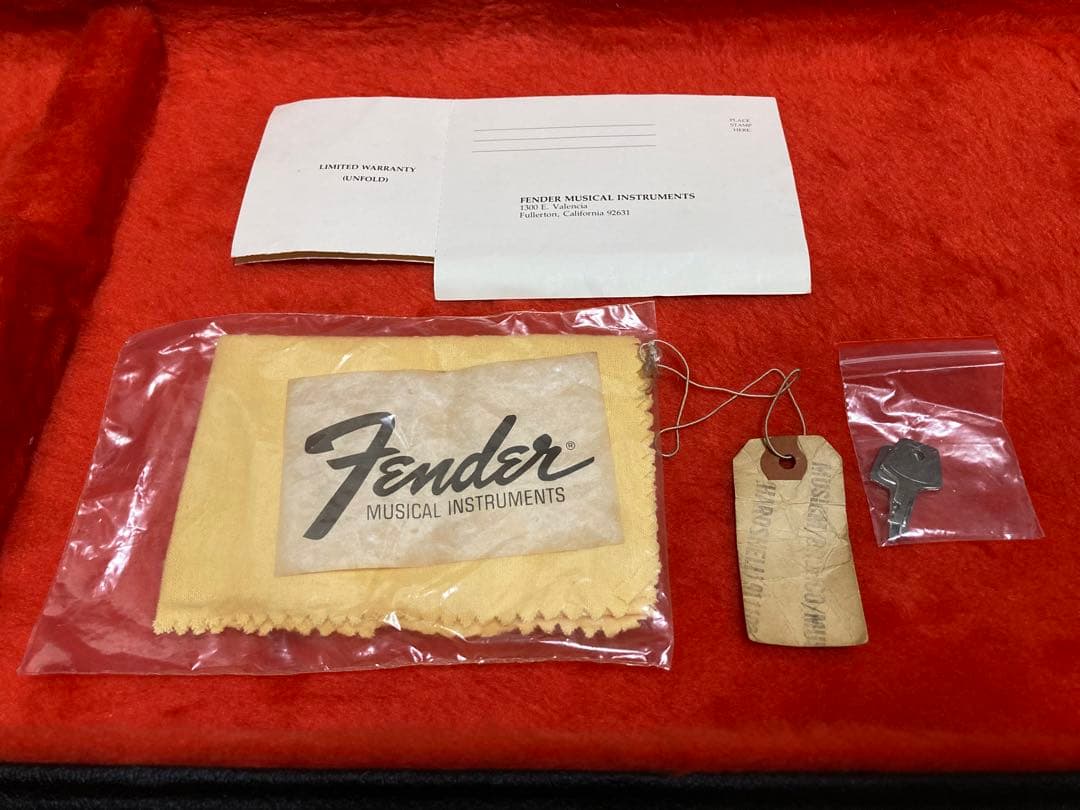 LIMITED WARRANTY
(UNFOLD)
PLACE
STAMP
HERE
FENDER MUSICAL INSTRUMENTS
1300 E. Valencia
Fullerton, California 92631
Fender®
MUSICAL INSTRUMENTS